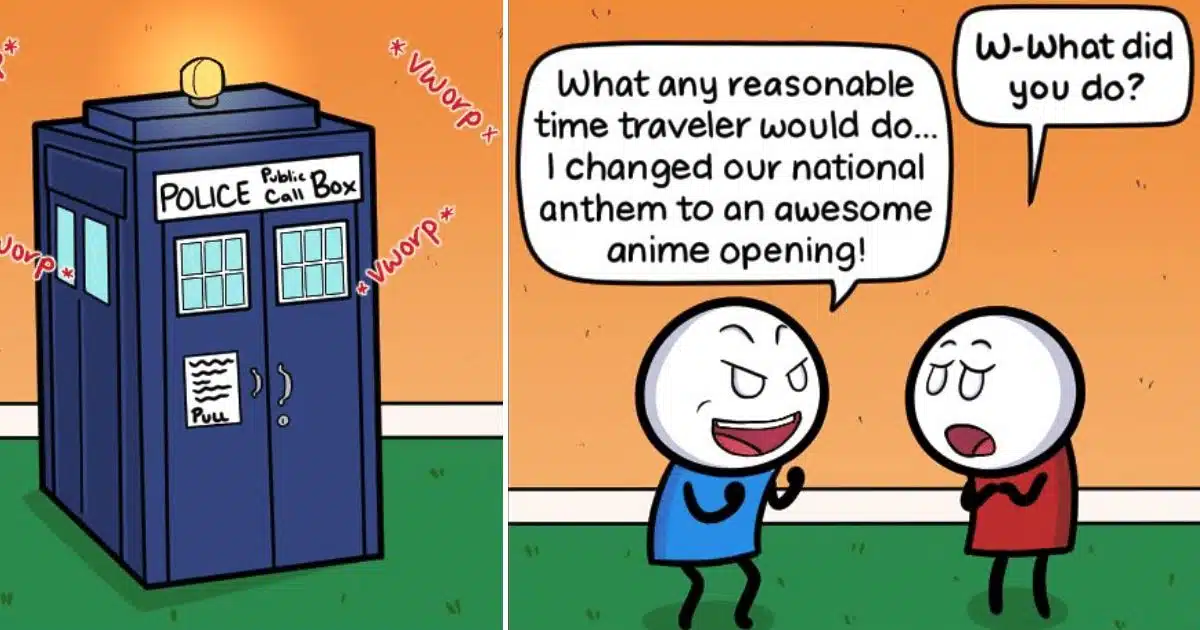 *vworp*
POLICE Public Call Box
*vworp*
PULL
W-What did
you do?
What any reasonable
time traveler would do...
I changed our national
anthem to an awesome
anime opening!